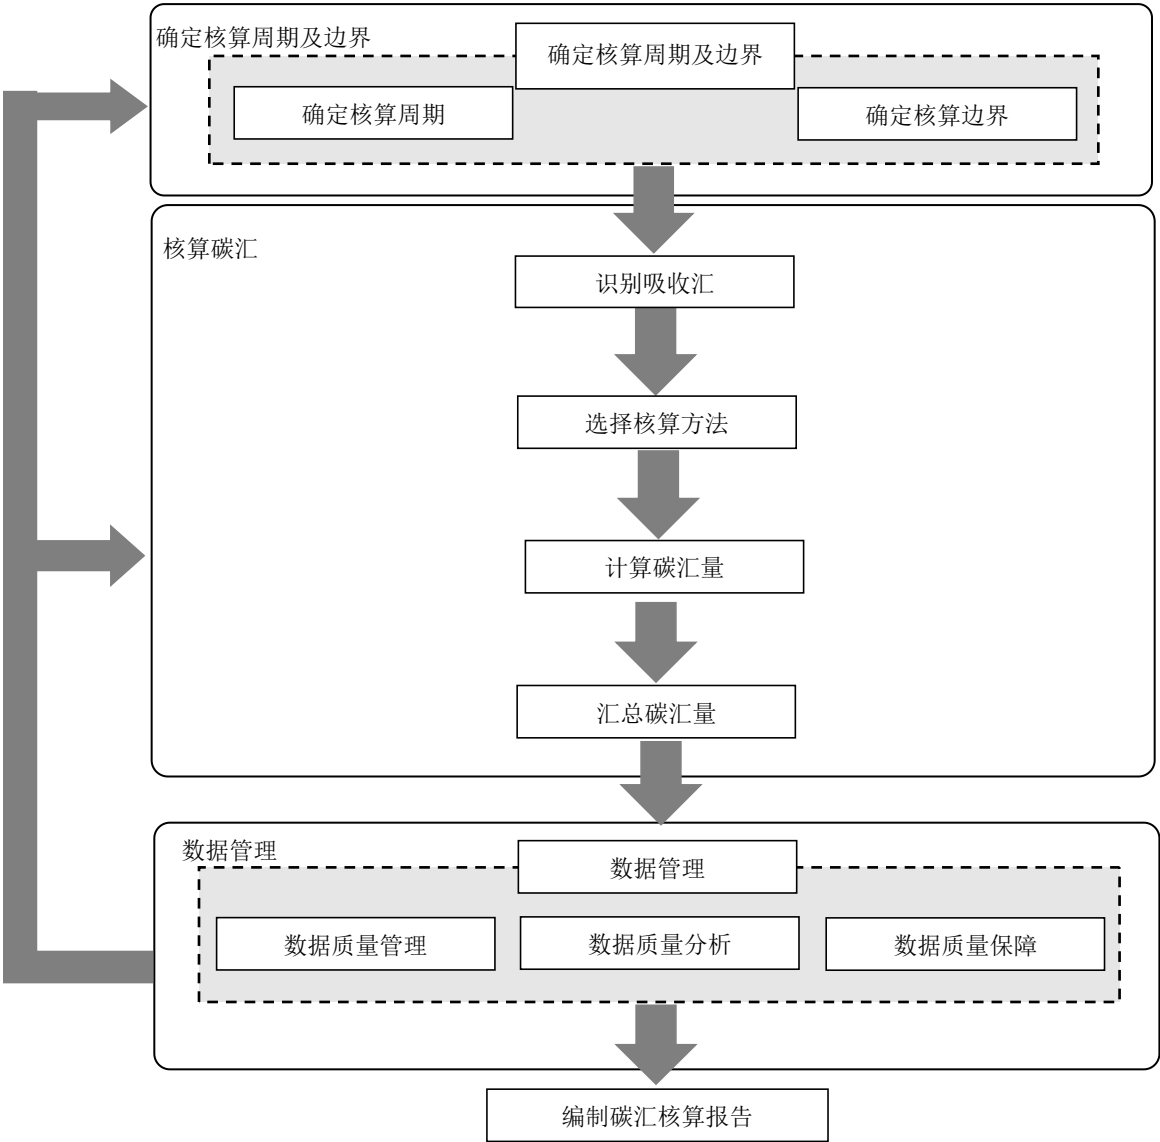 确定核算周期及边界
确定核算周期及边界
确定核算周期
确定核算边界
核算碳汇
识别吸收汇
选择核算方法
计算碳汇量
汇总碳汇量
数据管理
数据管理
数据质量管理
数据质量分析
数据质量保障
编制碳汇核算报告